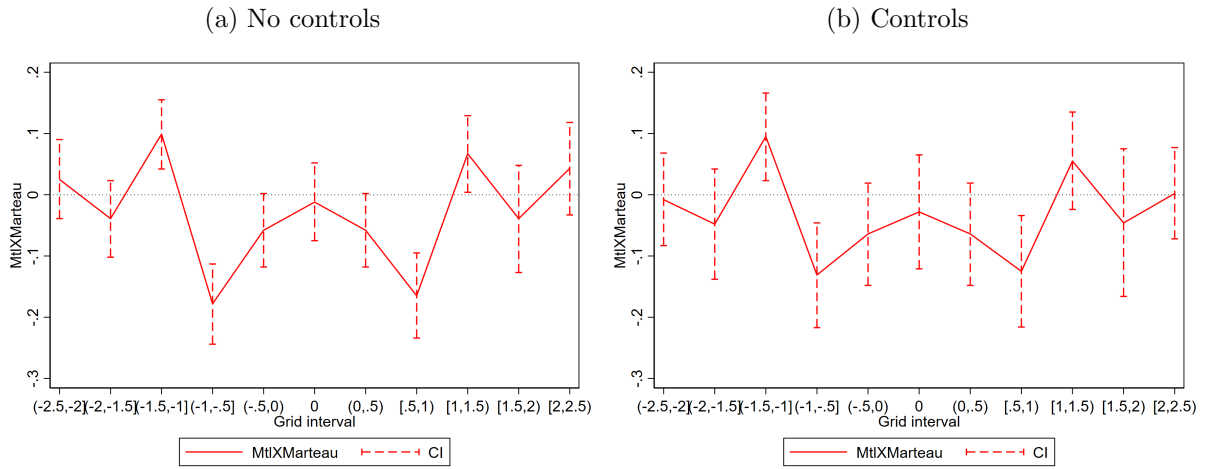 (a) No controls
MtlXMarteau
.2
.1
0
-.1
-.2
-.3
(-2.5,-2] (-2,-1.5] (-1.5,-1] (-1,-.5] (-.5,0) 0 (0,.5) [.5,1) [1,1.5) [1.5,2) [2,2.5)
Grid interval
MtlXMarteau CI
(b) Controls
MtlXMarteau
.2
.1
0
-.1
-.2
-.3
(-2.5,-2] (-2,-1.5] (-1.5,-1] (-1,-.5] (-.5,0) 0 (0,.5) [.5,1) [1,1.5) [1.5,2) [2,2.5)
Grid interval
MtlXMarteau CI